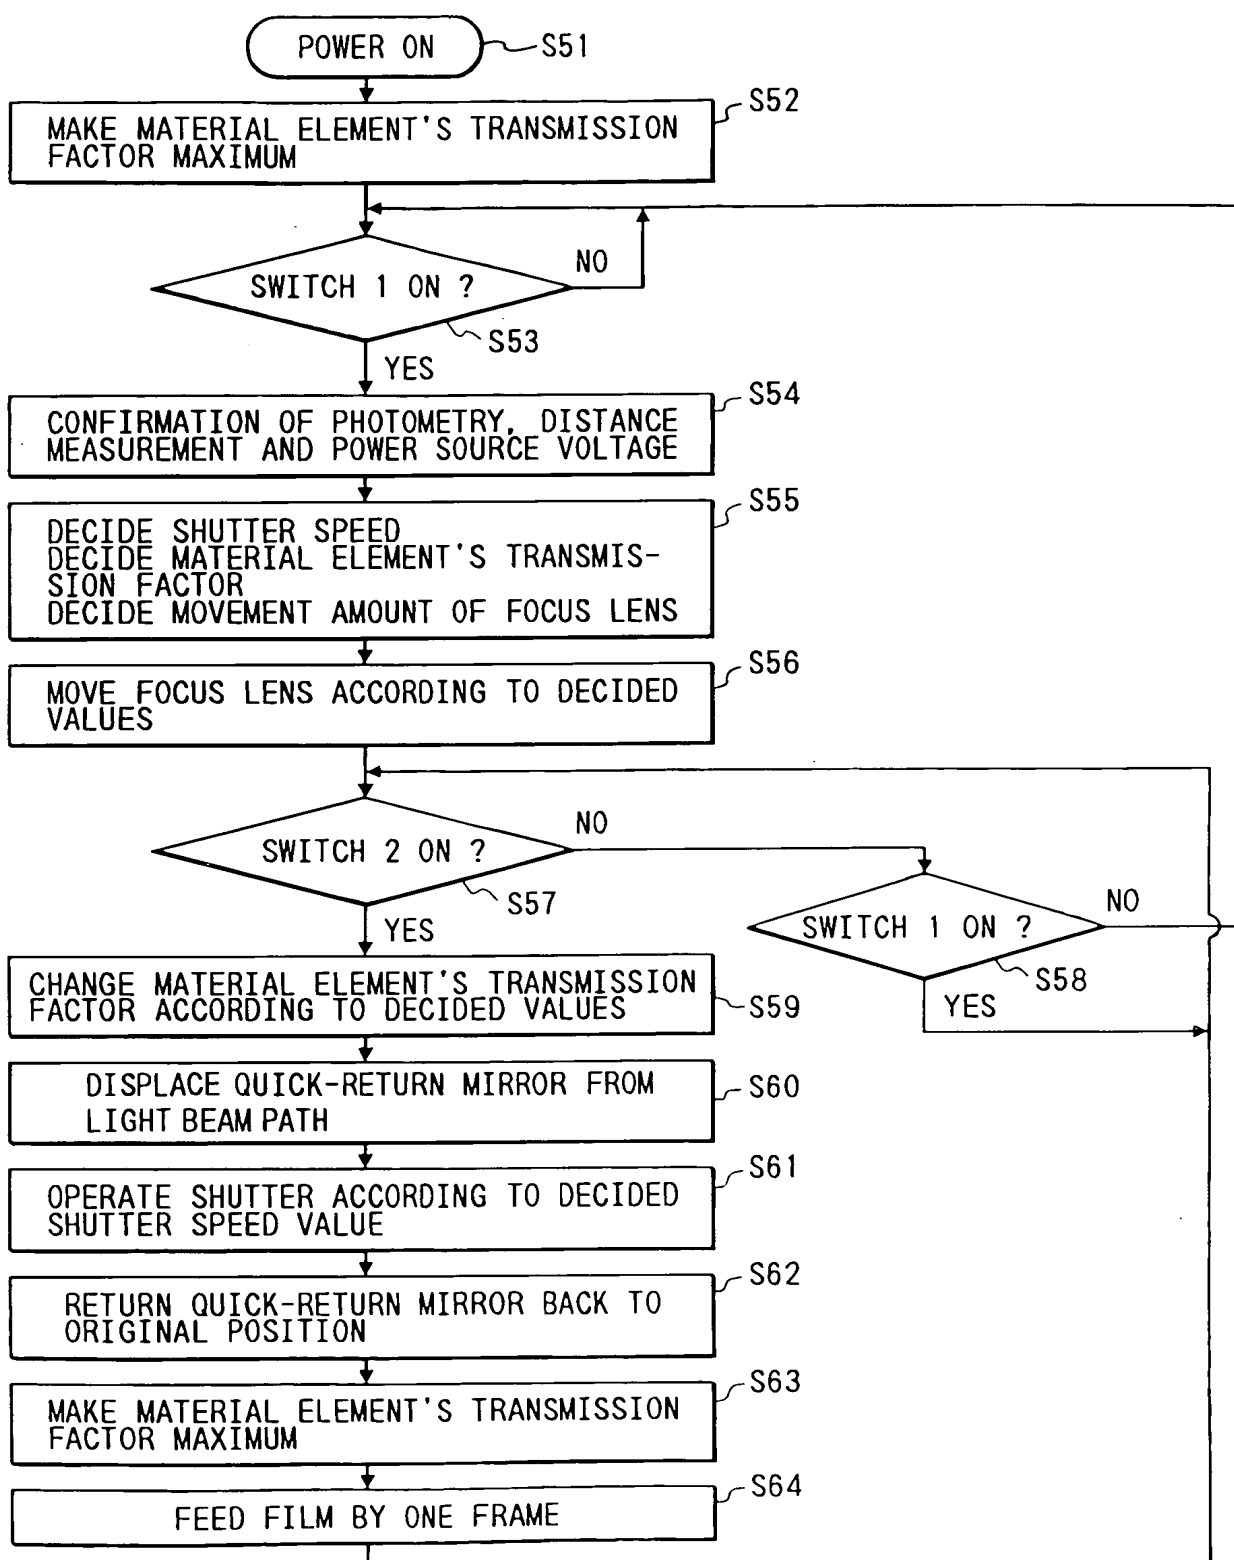 POWER ON
S51
S52
MAKE MATERIAL ELEMENT'S TRANSMISSION
FACTOR MAXIMUM
SWITCH 1 ON ?
NO
S53
YES
S54
CONFIRMATION OF PHOTOMETRY, DISTANCE
MEASUREMENT AND POWER SOURCE VOLTAGE
S55
DECIDE SHUTTER SPEED
DECIDE MATERIAL ELEMENT'S TRANSMIS-
SION FACTOR
DECIDE MOVEMENT AMOUNT OF FOCUS LENS
S56
MOVE FOCUS LENS ACCORDING TO DECIDED
VALUES
SWITCH 2 ON ?
NO
S57
YES
SWITCH 1 ON ?
NO
S58
YES
CHANGE MATERIAL ELEMENT'S TRANSMISSION
FACTOR ACCORDING TO DECIDED VALUES
S59
DISPLACE QUICK-RETURN MIRROR FROM
LIGHT BEAM PATH
S60
S61
OPERATE SHUTTER ACCORDING TO DECIDED
SHUTTER SPEED VALUE
S62
RETURN QUICK-RETURN MIRROR BACK TO
ORIGINAL POSITION
S63
MAKE MATERIAL ELEMENT'S TRANSMISSION
FACTOR MAXIMUM
S64
FEED FILM BY ONE FRAME